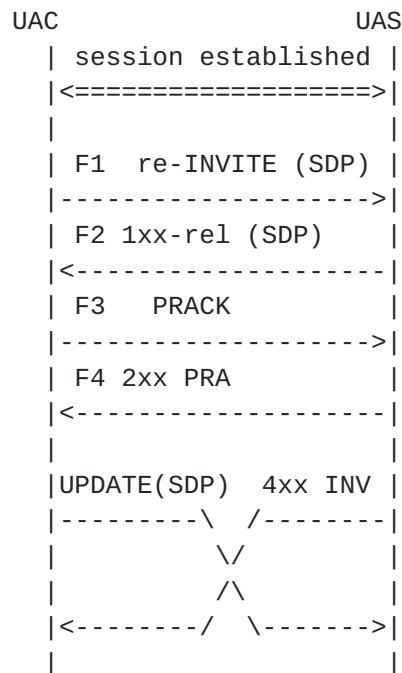 UAC UAS
session established
F1 re-INVITE (SDP)
F2 1xx-rel (SDP)
F3 PRACK
F4 2xx PRA
UPDATE(SDP) 4xx INV